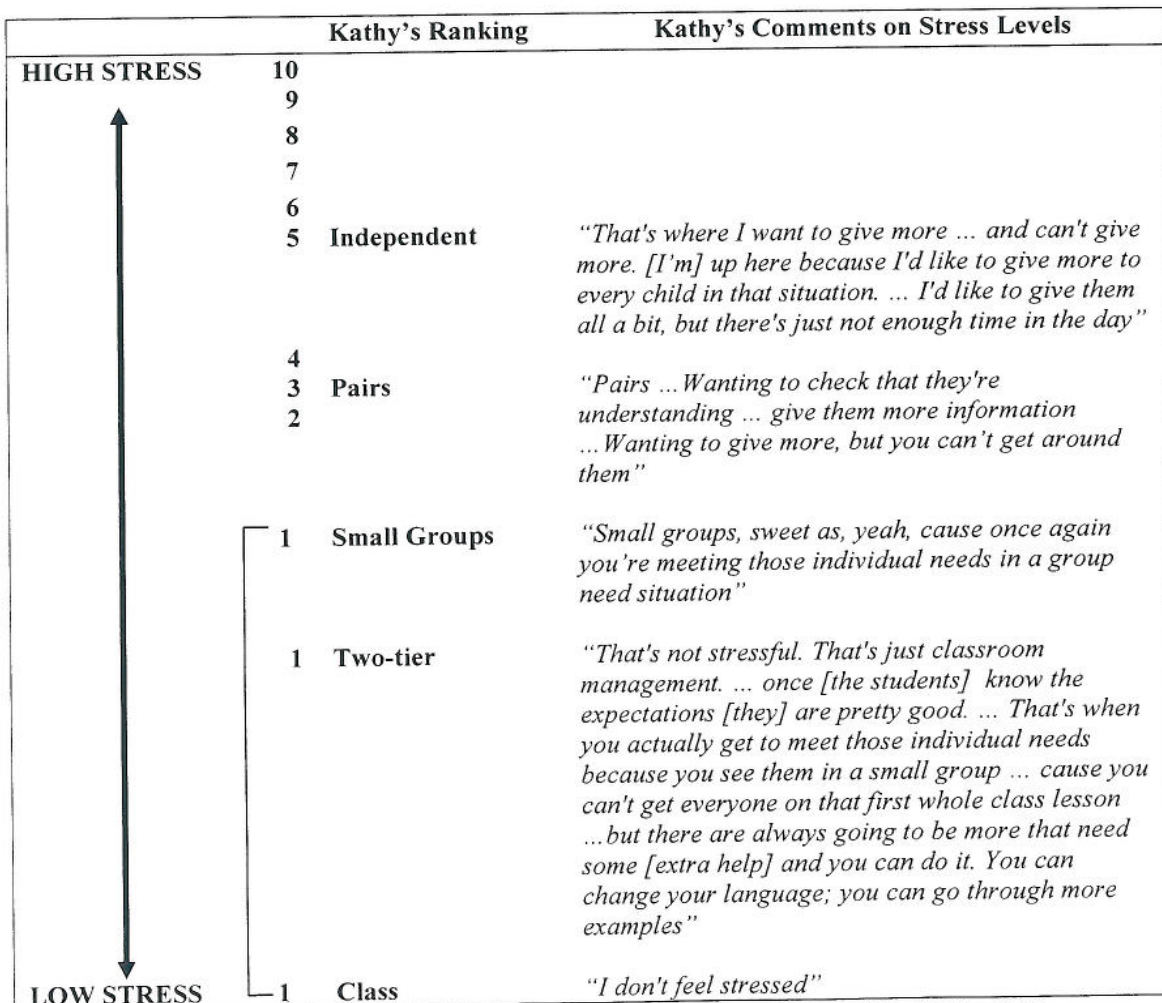 Kathy's Ranking Kathy's Comments on Stress Levels
HIGH STRESS 10
9
8
7
6
5 Independent "That's where I want to give more ... and can't give
more. [I'm] up here because I'd like to give more to
every child in that situation. ... I'd like to give them
all a bit, but there's just not enough time in the day"
4
3 Pairs "Pairs ...Wanting to check that they're
2 understanding ... give them more information
...Wanting to give more, but you can't get around
them"
1 Small Groups "Small groups, sweet as, yeah, cause once again
you're meeting those individual needs in a group
need situation"
1 Two-tier "That's not stressful. That's just classroom
management. ... once [the students] know the
expectations [they] are pretty good. ... That's when
you actually get to meet those individual needs
because you see them in a small group ... cause you
can't get everyone on that first whole class lesson
...but there are always going to be more that need
some [extra help] and you can do it. You can
change your language; you can go through more
examples"
LOW STRESS 1 Class "I don't feel stressed"